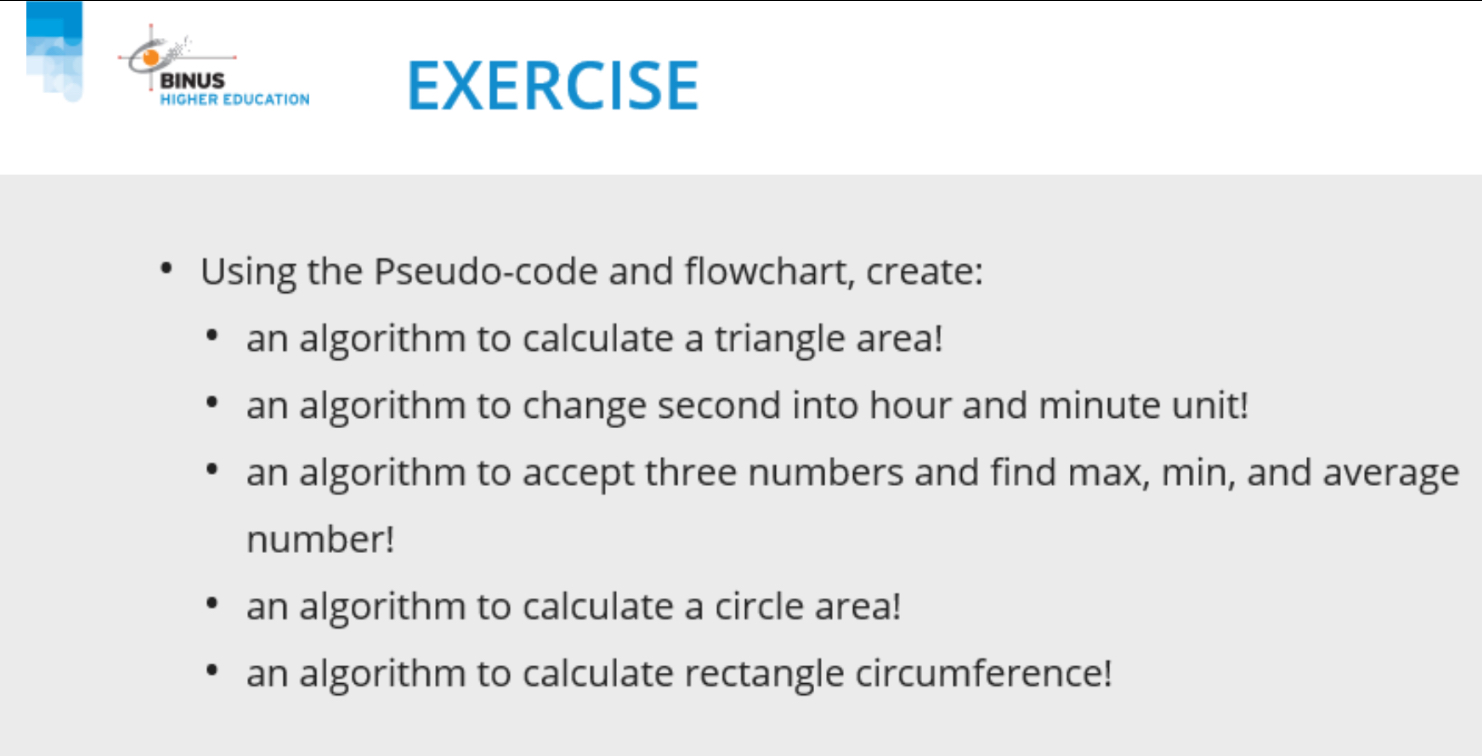 BINUS
HIGHER EDUCATION
EXERCISE
• Using the Pseudo-code and flowchart, create:
• an algorithm to calculate a triangle area!
• an algorithm to change second into hour and minute unit!
• an algorithm to accept three numbers and find max, min, and average
number!
• an algorithm to calculate a circle area!
• an algorithm to calculate rectangle circumference!